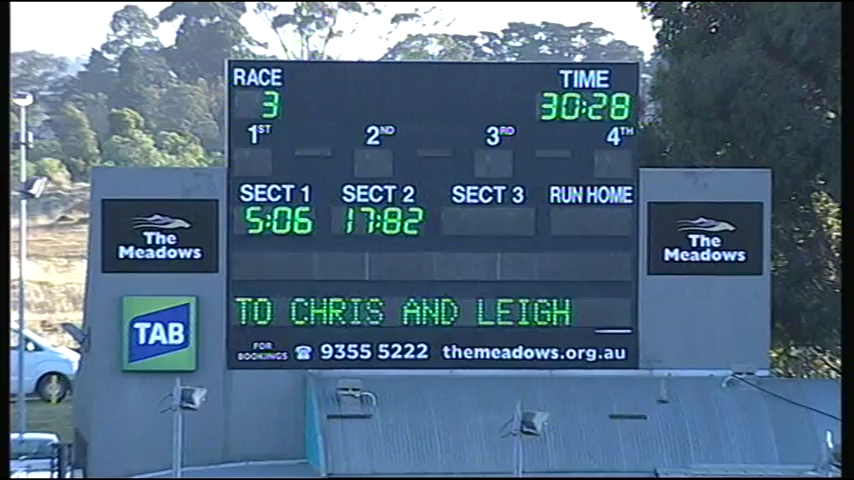 RACE TIME
3 30:28
1ST 2ND 3RD 4TH
SECT 1 SECT 2 SECT 3 RUN HOME
5:06 17:82
The Meadows
The Meadows
TO CHRIS AND LEIGH
TAB
FOR BOOKINGS ☎ 9355 5222 themeadows.org.au